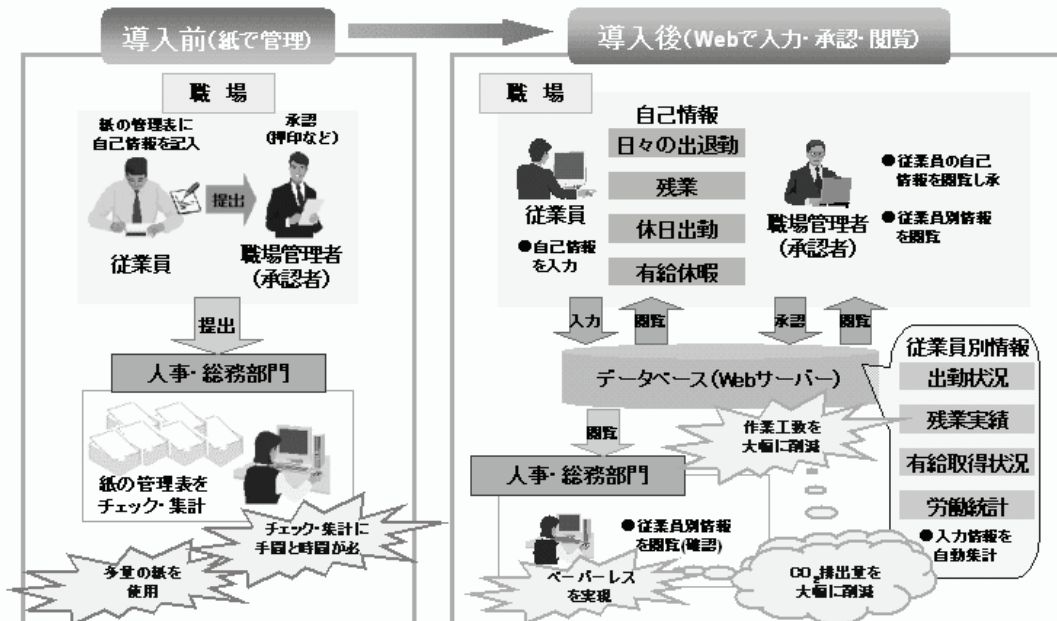 導入前(紙で管理)
職 場
紙の管理表に
自己情報を記入
承認
(押印など)
提出
従業員
職場管理者
(承認者)
提出
人事・総務部門
紙の管理表を
チェック・集計
チェック・集計に
手間と時間が必
多量の紙を
使用
導入後(Webで入力・承認・閲覧)
職 場
自己情報
日々の出退勤
残業
休日出勤
有給休暇
従業員
●自己情報
を入力
職場管理者
(承認者)
●従業員の自己
情報を閲覧し承
●従業員別情報
を閲覧
入力
閲覧
承認
閲覧
データベース(Webサーバー)
従業員別情報
出勤状況
残業実績
有給取得状況
労働統計
●入力情報を
自動集計
作業工数を
大幅に削減
閲覧
人事・総務部門
●従業員別情報
を閲覧(確認)
ペーパーレス
を実現
CO₂排出量を
大幅に削減